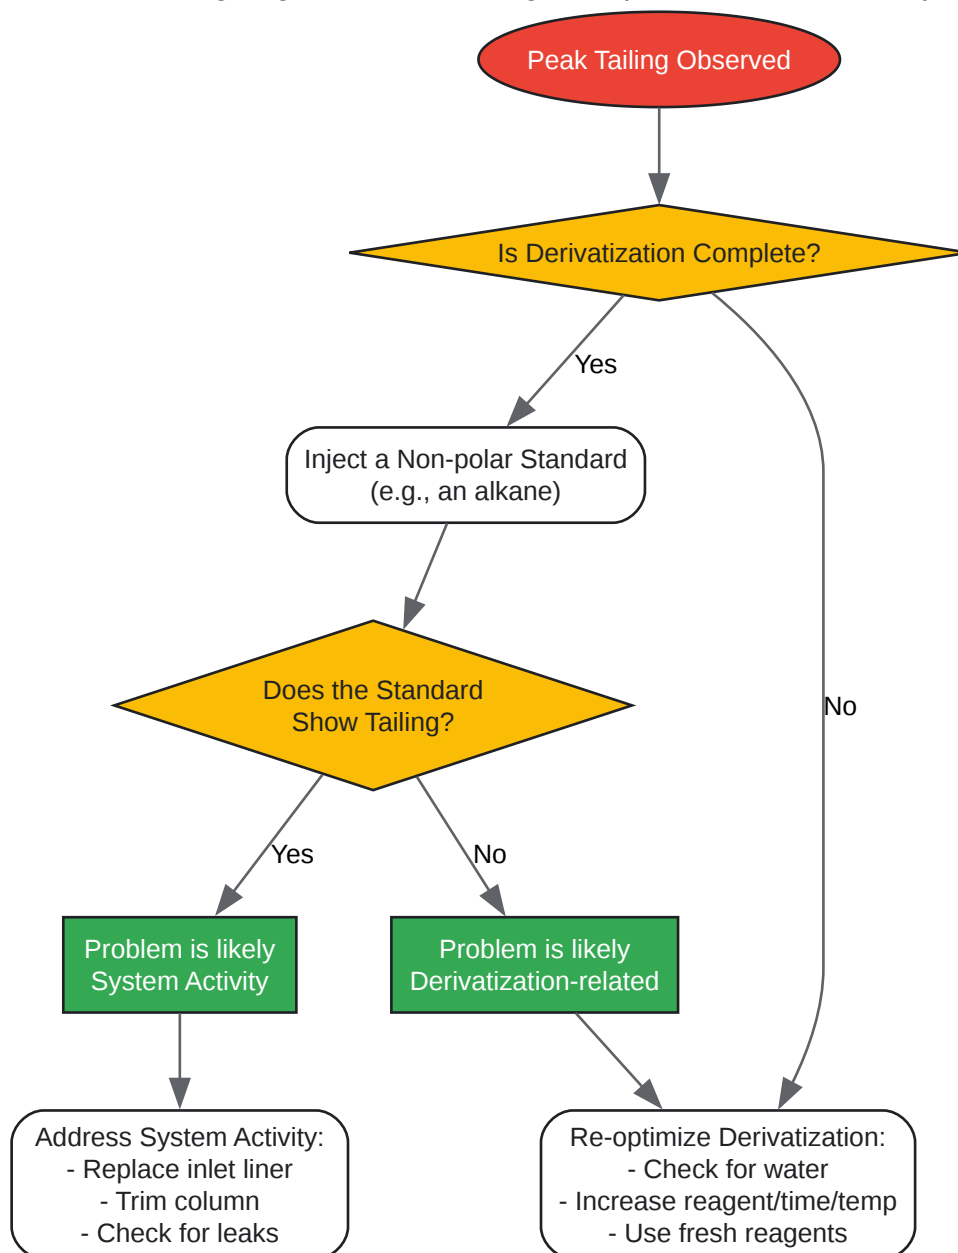 Peak Tailing Observed
Is Derivatization Complete?
Yes
Inject a Non-polar Standard
(e.g., an alkane)
Does the Standard
Show Tailing?
No
Yes
No
Problem is likely
System Activity
Problem is likely
Derivatization-related
Address System Activity:
- Replace inlet liner
- Trim column
- Check for leaks
Re-optimize Derivatization:
- Check for water
- Increase reagent/time/temp
- Use fresh reagents